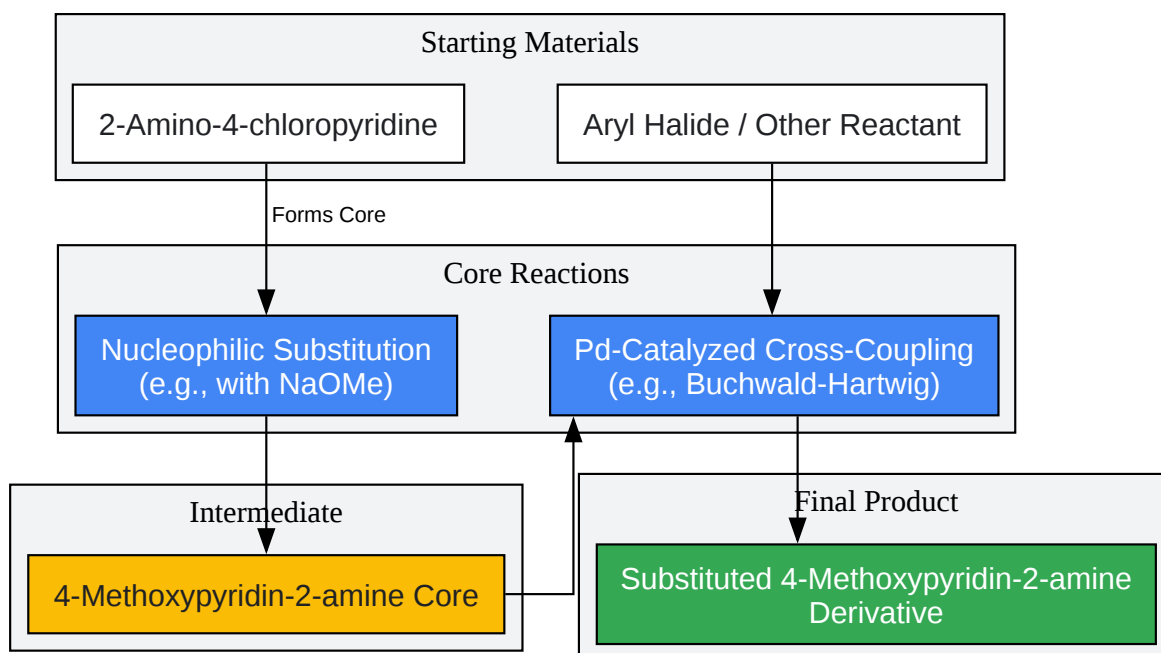 Starting Materials
2-Amino-4-chloropyridine
Aryl Halide / Other Reactant
Forms Core
Core Reactions
Nucleophilic Substitution
(e.g., with NaOMe)
Pd-Catalyzed Cross-Coupling
(e.g., Buchwald-Hartwig)
Intermediate
4-Methoxypyridin-2-amine Core
Final Product
Substituted 4-Methoxypyridin-2-amine
Derivative